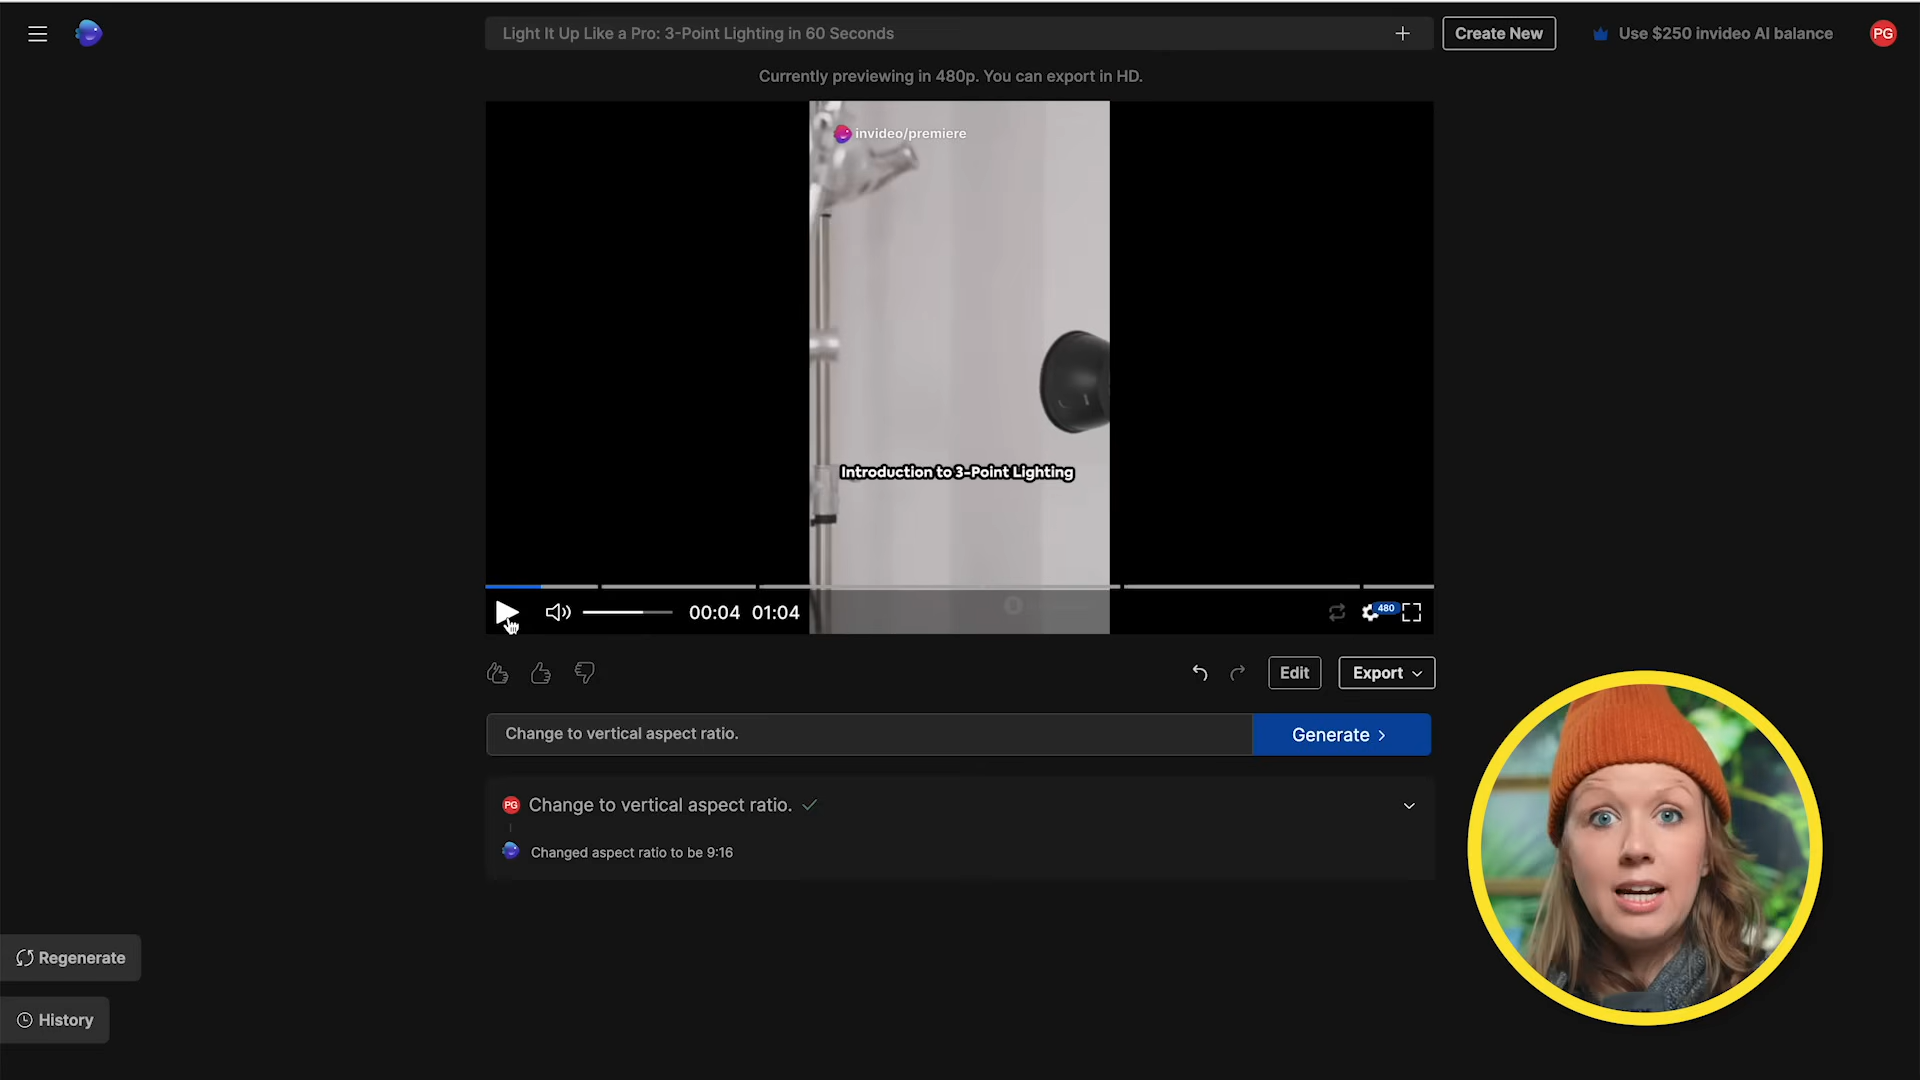 Light It Up Like a Pro: 3-Point Lighting in 60 Seconds
Create New
Use $250 invideo AI balance
PG
Currently previewing in 480p. You can export in HD.
invideo/premiere
Introduction to 3-Point Lighting
00:04 01:04
480
Edit
Export
Change to vertical aspect ratio.
Generate
PG Change to vertical aspect ratio.
Changed aspect ratio to be 9:16
Regenerate
History